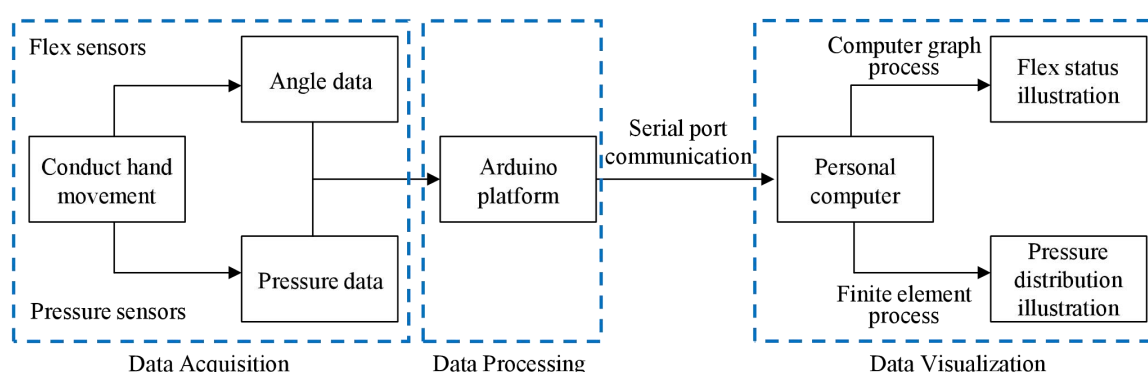 Flex sensors
Angle data
Conduct hand
movement
Pressure data
Pressure sensors
Data Acquisition
Arduino
platform
Data Processing
Serial port
communication
Computer graph
process
Flex status
illustration
Personal
computer
Finite element
process
Pressure
distribution
illustration
Data Visualization